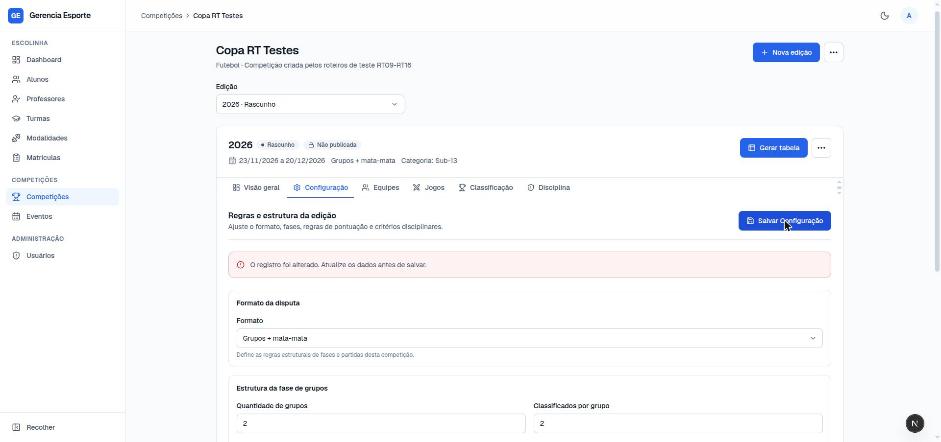 GE Gerencia Esporte
Competições > Copa RT Testes
A
ESCOLINHA
Dashboard
Alunos
Professores
Turmas
Modalidades
Matrículas
COMPETIÇÕES
Competições
Eventos
ADMINISTRAÇÃO
Usuários
Recolher
Copa RT Testes
Futebol · Competição criada pelos roteiros de teste RT09-RT16
Nova edição
Edição
2026 · Rascunho
2026 Rascunho Não publicada
23/11/2026 a 20/12/2026 Grupos + mata-mata Categoria: Sub-13
Gerar tabela
Visão geral Configuração Equipes Jogos Classificação Disciplina
Regras e estrutura da edição
Ajuste o formato, fases, regras de pontuação e critérios disciplinares.
Salvar Configuração
O registro foi alterado. Atualize os dados antes de salvar.
Formato da disputa
Formato
Grupos + mata-mata
Define as regras estruturais de fases e partidas desta competição.
Estrutura da fase de grupos
Quantidade de grupos Classificados por grupo
2 2
N